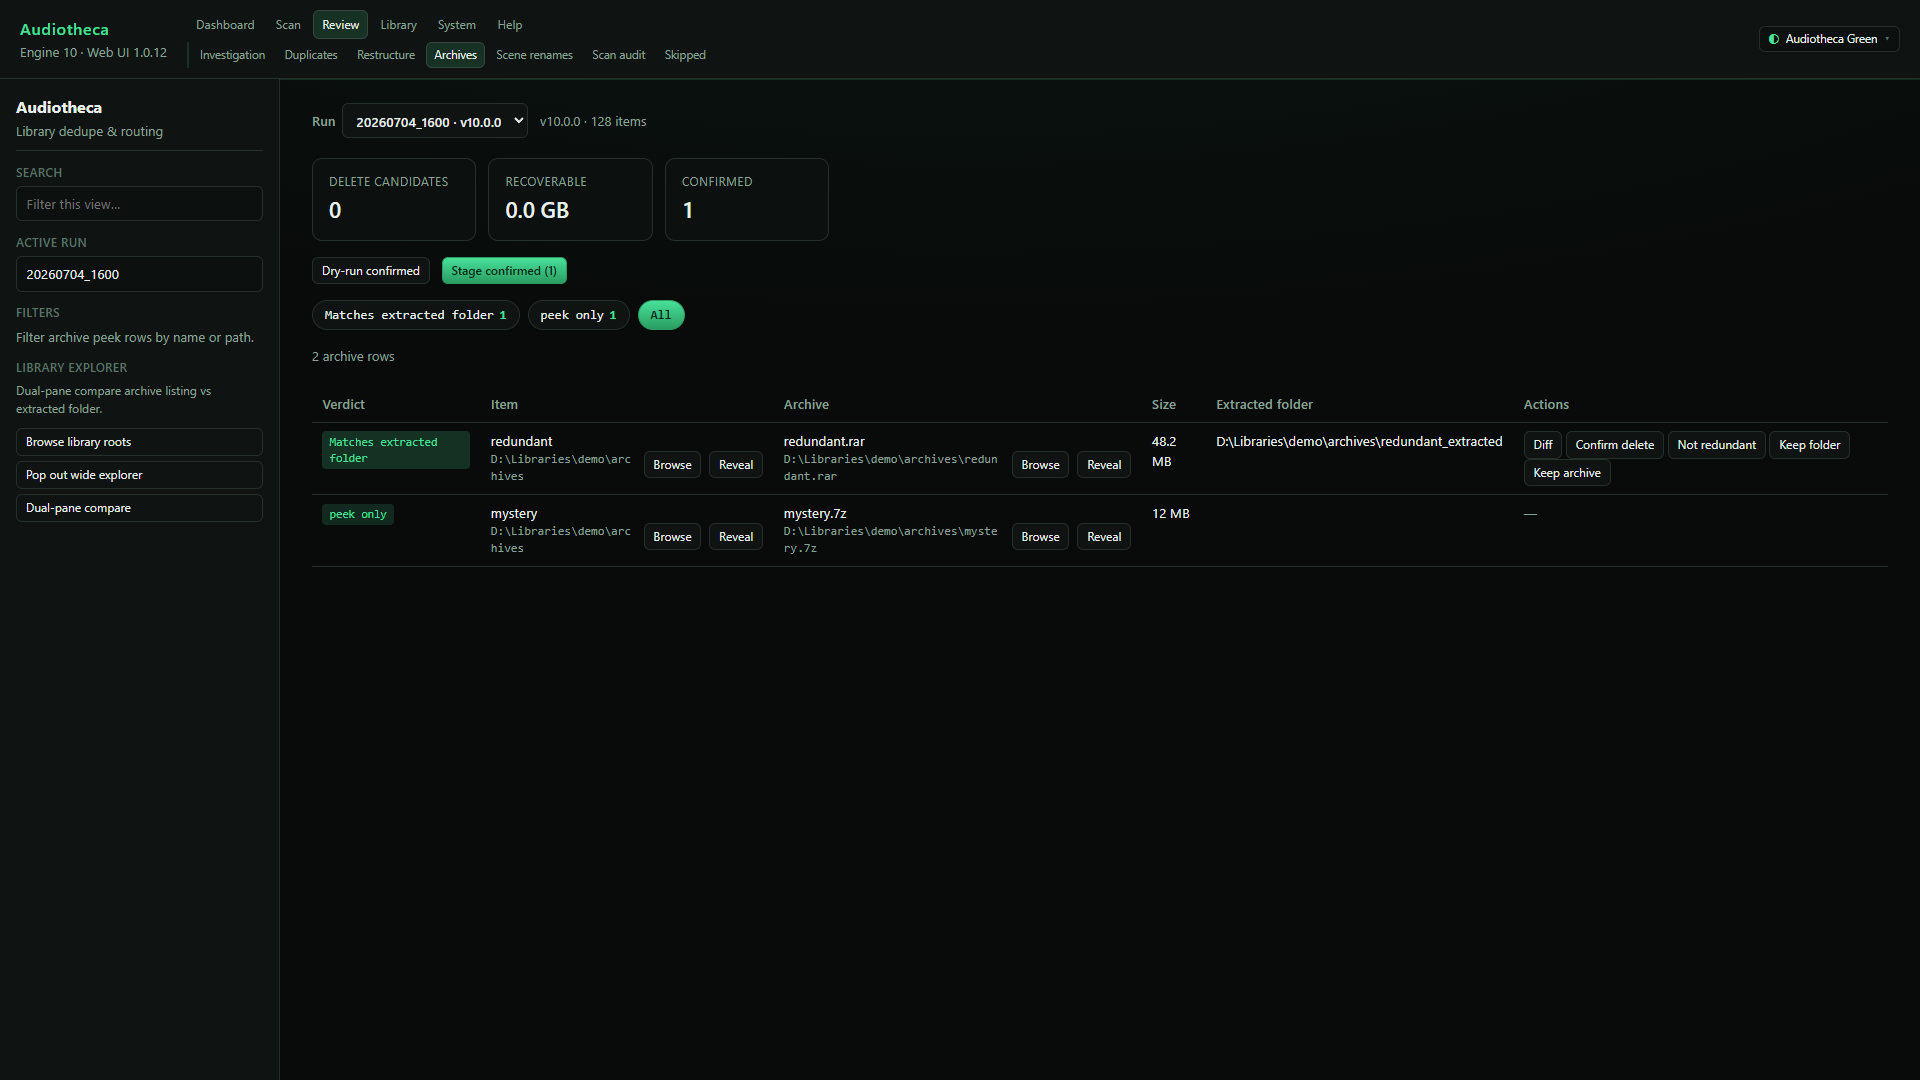 Audiotheca
Engine 10 · Web UI 1.0.12
Dashboard Scan Review Library System Help
Investigation Duplicates Restructure Archives Scene renames Scan audit Skipped
Audiotheca Green
Audiotheca
Library dedupe & routing
SEARCH
Filter this view...
ACTIVE RUN
20260704_1600
FILTERS
Filter archive peek rows by name or path.
LIBRARY EXPLORER
Dual-pane compare archive listing vs
extracted folder.
Browse library roots
Pop out wide explorer
Dual-pane compare
Run 20260704_1600 · v10.0.0 v10.0.0 · 128 items
DELETE CANDIDATES
0
RECOVERABLE
0.0 GB
CONFIRMED
1
Dry-run confirmed Stage confirmed (1)
Matches extracted folder 1 peek only 1 All
2 archive rows
Verdict Item Archive Size Extracted folder Actions
Matches extracted
folder
redundant
D:\Libraries\demo\arc
hives
Browse Reveal
redundant.rar
D:\Libraries\demo\archives\redun
dant.rar
Browse Reveal
48.2
MB
D:\Libraries\demo\archives\redundant_extracted
Diff Confirm delete Not redundant Keep folder
Keep archive
peek only
mystery
D:\Libraries\demo\arc
hives
Browse Reveal
mystery.7z
D:\Libraries\demo\archives\myste
ry.7z
Browse Reveal
12 MB
—